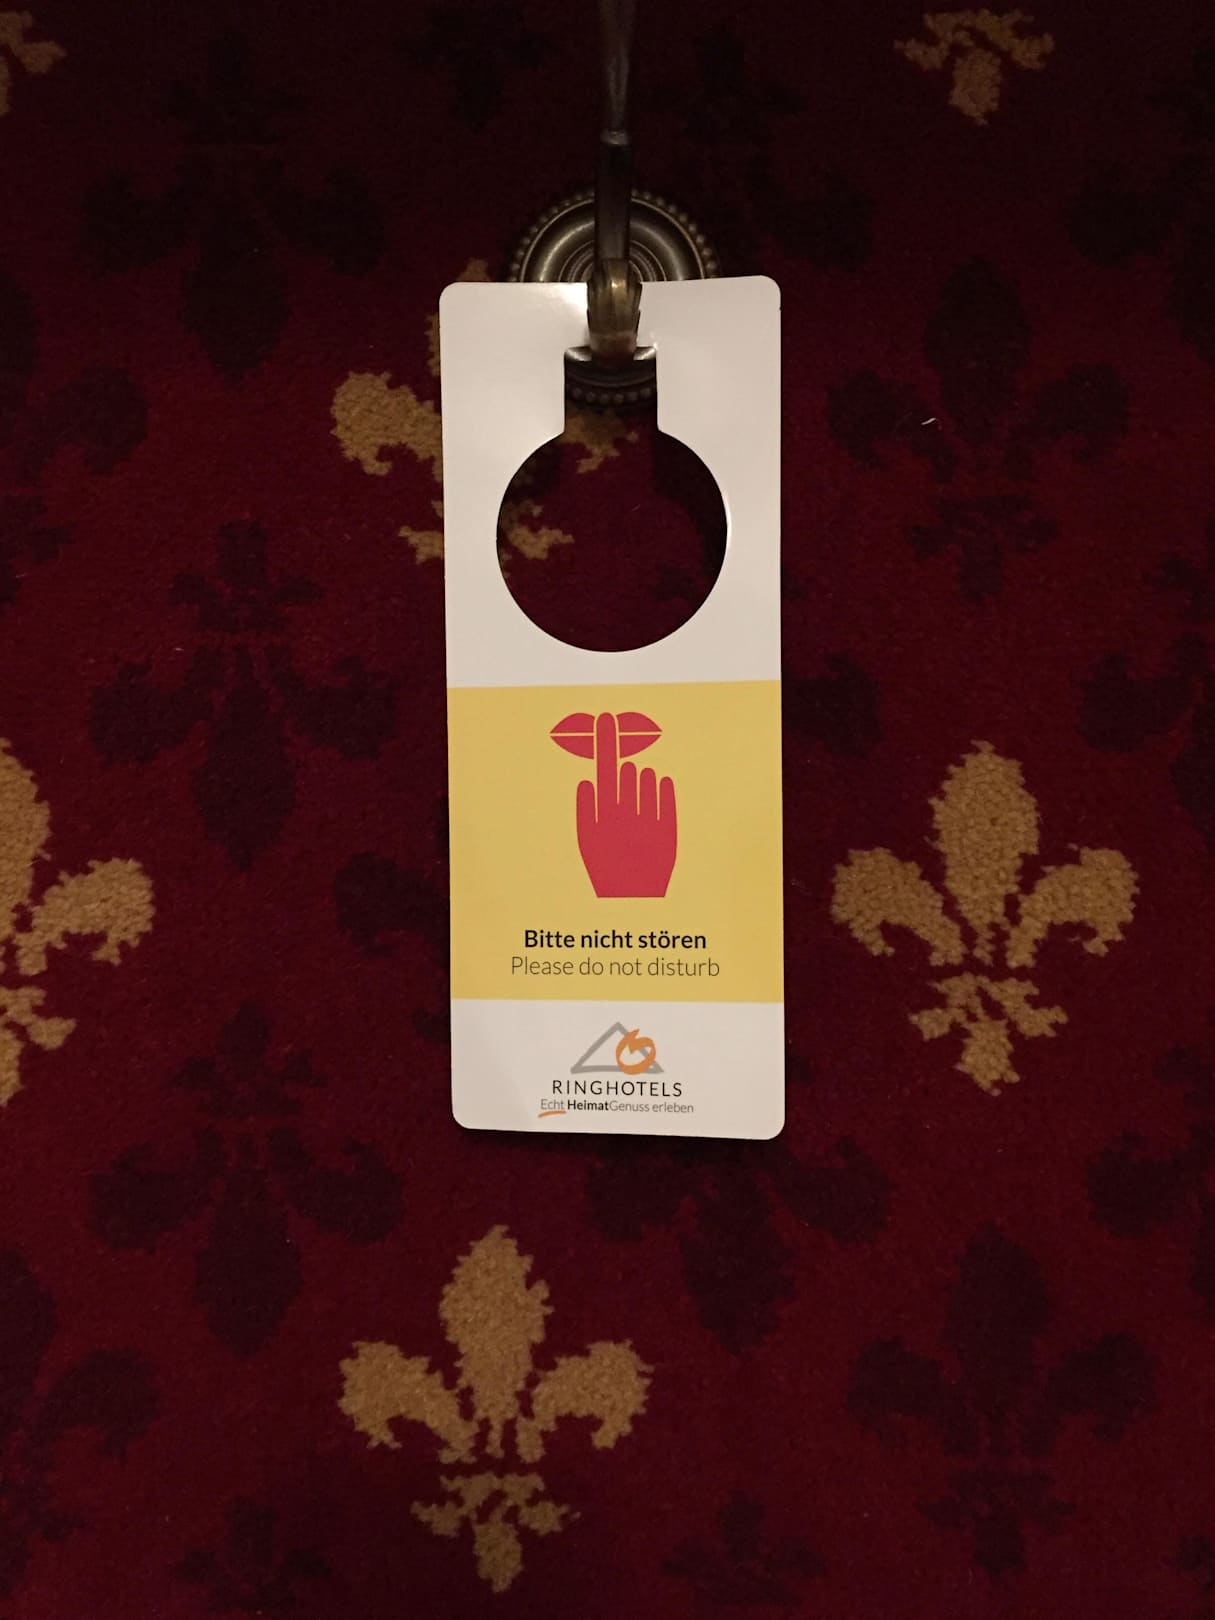 Bitte nicht stören
Please do not disturb
RINGHOTELS
Echt HeimatGenuss erleben